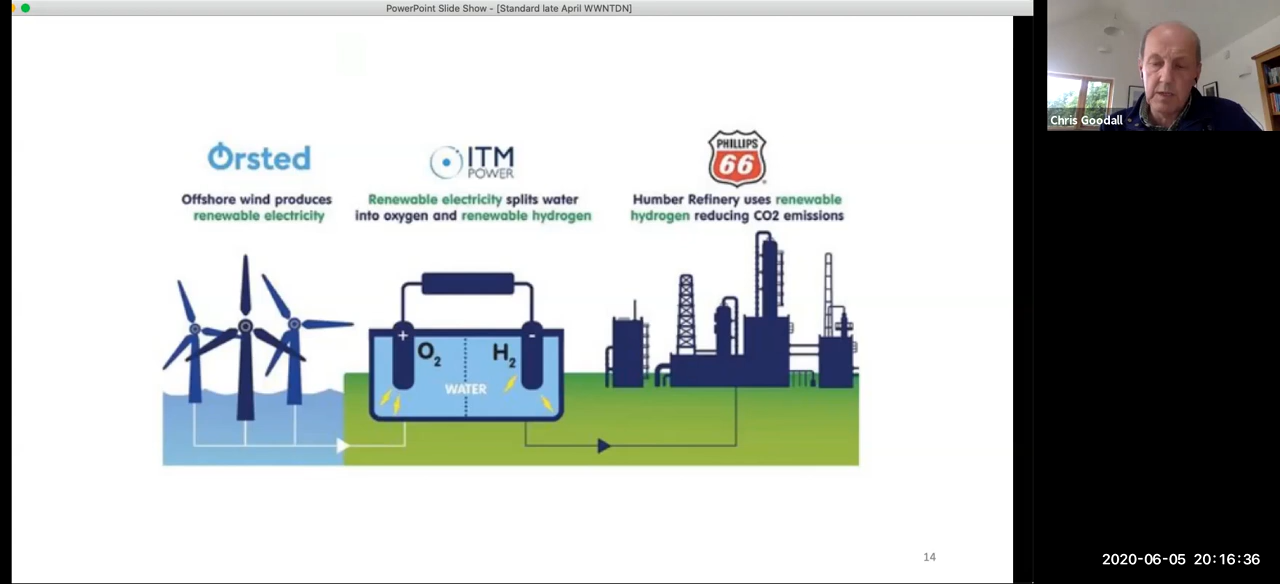 PowerPoint Slide Show - [Standard late April WWNTDN]
Ørsted
Offshore wind produces
renewable electricity
ITM
POWER
Renewable electricity splits water
into oxygen and renewable hydrogen
PHILLIPS
66
Humber Refinery uses renewable
hydrogen reducing CO2 emissions
+
-
O2
H2
WATER
14
Chris Goodall
2020-06-05 20:16:36